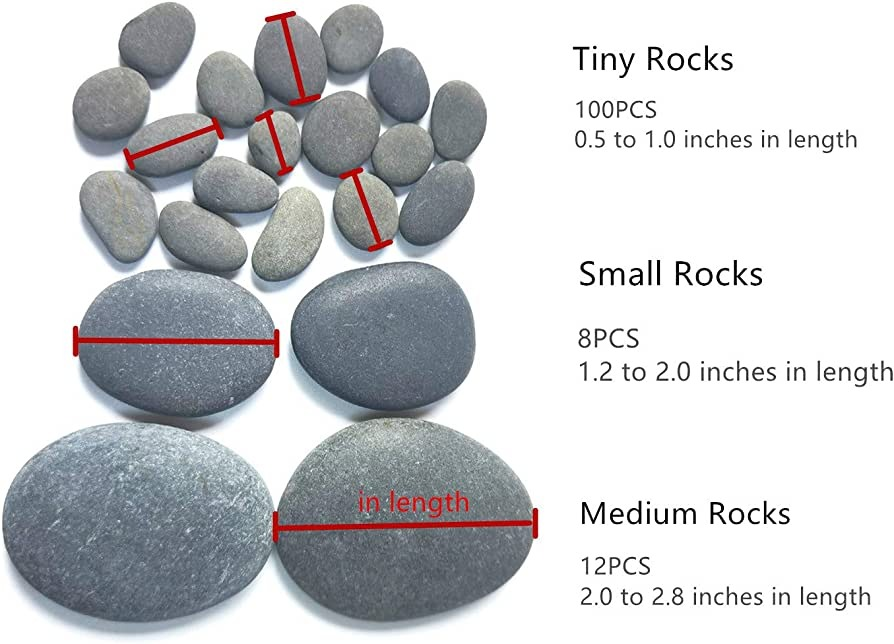 Tiny Rocks
100PCS
0.5 to 1.0 inches in length
Small Rocks
8PCS
1.2 to 2.0 inches in length
in length
Medium Rocks
12PCS
2.0 to 2.8 inches in length